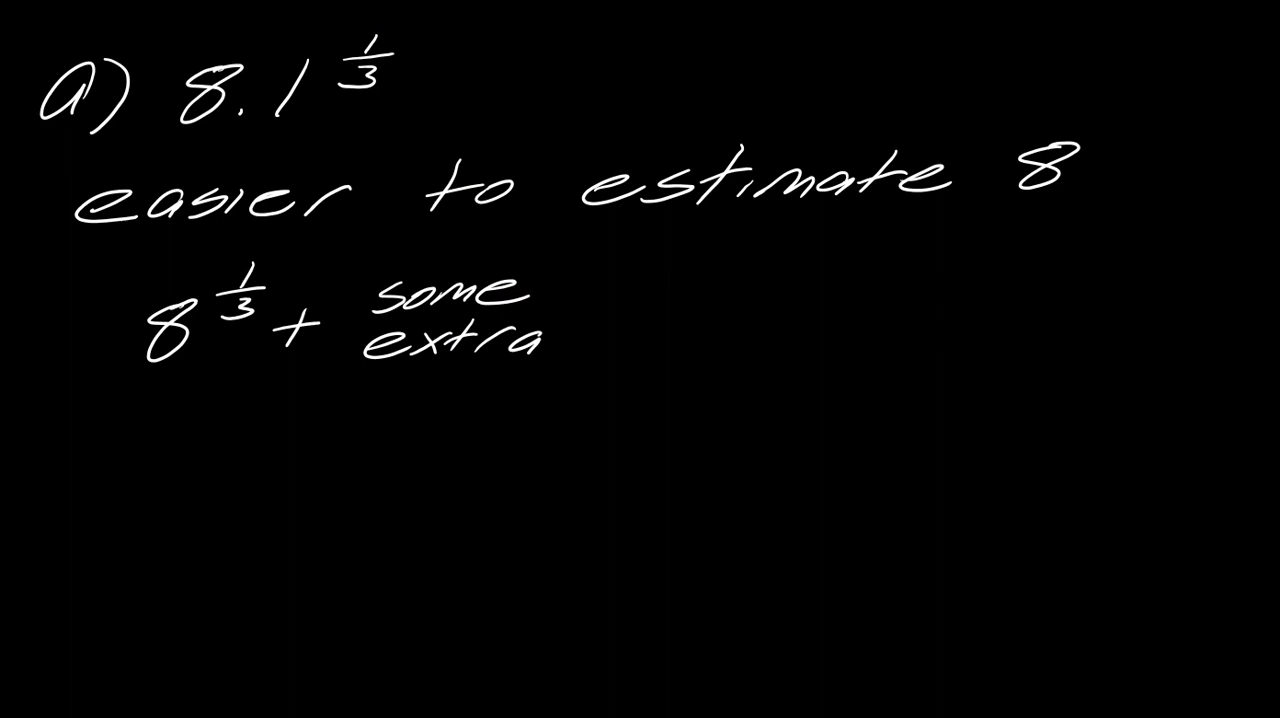 a) 8.1^{1/3}
easier to estimate 8
8^{1/3} + some
extra